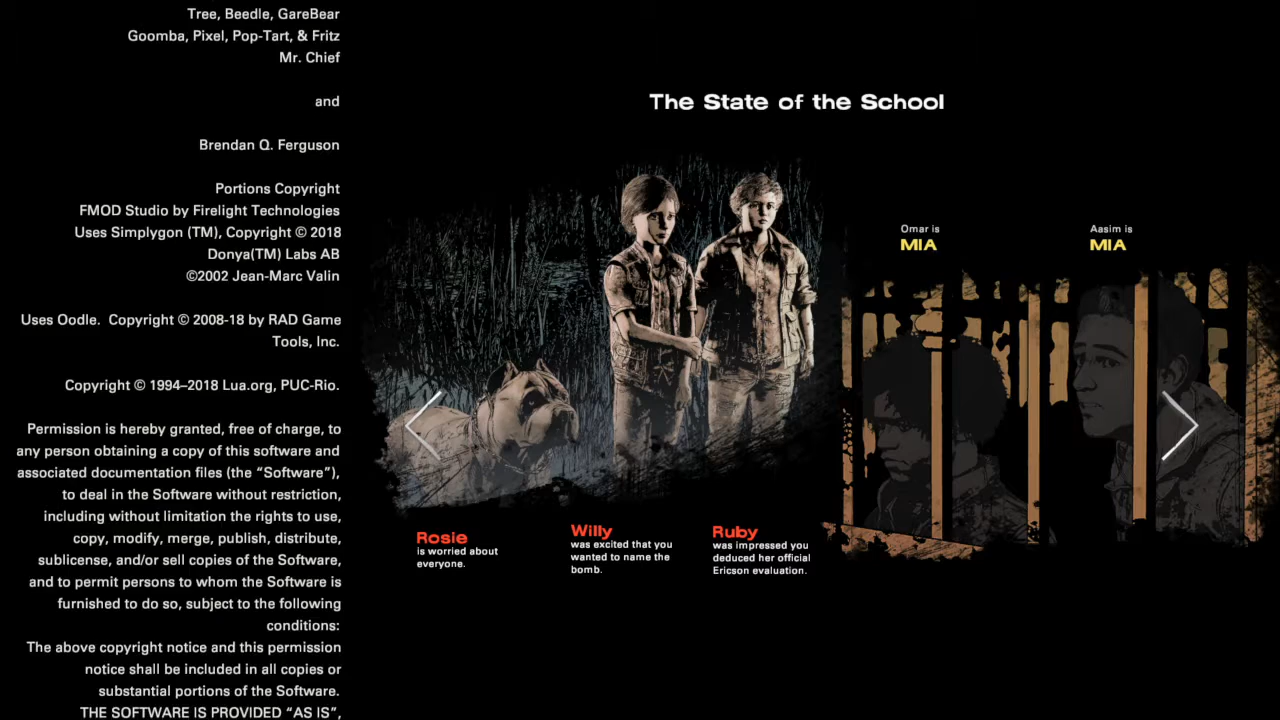 Tree, Beedle, GareBear
Goomba, Pixel, Pop-Tart, & Fritz
Mr. Chief
and
Brendan Q. Ferguson
Portions Copyright
FMOD Studio by Firelight Technologies
Uses Simplygon (TM), Copyright © 2018
Donya(TM) Labs AB
©2002 Jean-Marc Valin
Uses Oodle.  Copyright © 2008-18 by RAD Game
Tools, Inc.
Copyright © 1994–2018 Lua.org, PUC-Rio.
Permission is hereby granted, free of charge, to
any person obtaining a copy of this software and
associated documentation files (the “Software”),
to deal in the Software without restriction,
including without limitation the rights to use,
copy, modify, merge, publish, distribute,
sublicense, and/or sell copies of the Software,
and to permit persons to whom the Software is
furnished to do so, subject to the following
conditions:
The above copyright notice and this permission
notice shall be included in all copies or
substantial portions of the Software.
THE SOFTWARE IS PROVIDED “AS IS”,
The State of the School
Omar is
MIA
Aasim is
MIA
Rosie
is worried about
everyone.
Willy
was excited that you
wanted to name the
bomb.
Ruby
was impressed you
deduced her official
Ericson evaluation.